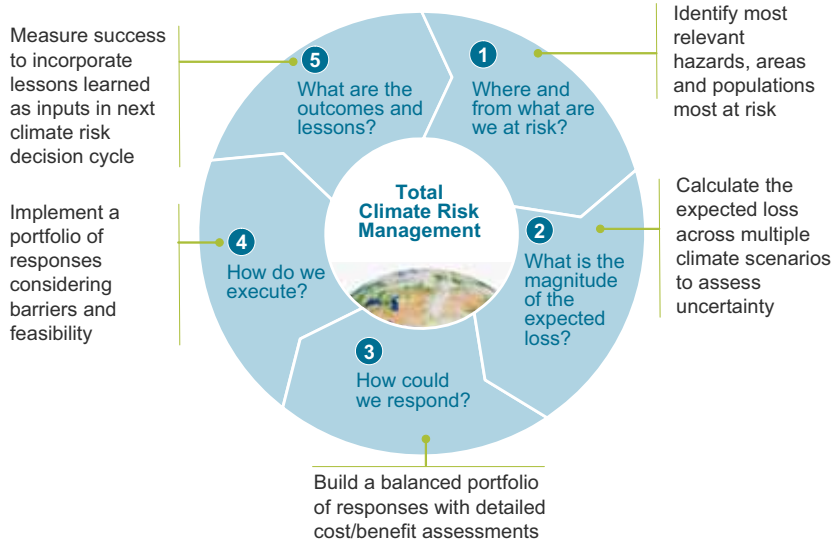 Total
Climate Risk
Management
1
Where and
from what are
we at risk?
Identify most
relevant
hazards, areas
and populations
most at risk
2
What is the
magnitude
of the
expected
loss?
Calculate the
expected loss
across multiple
climate scenarios
to assess
uncertainty
3
How could
we respond?
Build a balanced portfolio
of responses with detailed
cost/benefit assessments
4
How do we
execute?
Implement a
portfolio of
responses
considering
barriers and
feasibility
5
What are the
outcomes and
lessons?
Measure success
to incorporate
lessons learned
as inputs in next
climate risk
decision cycle